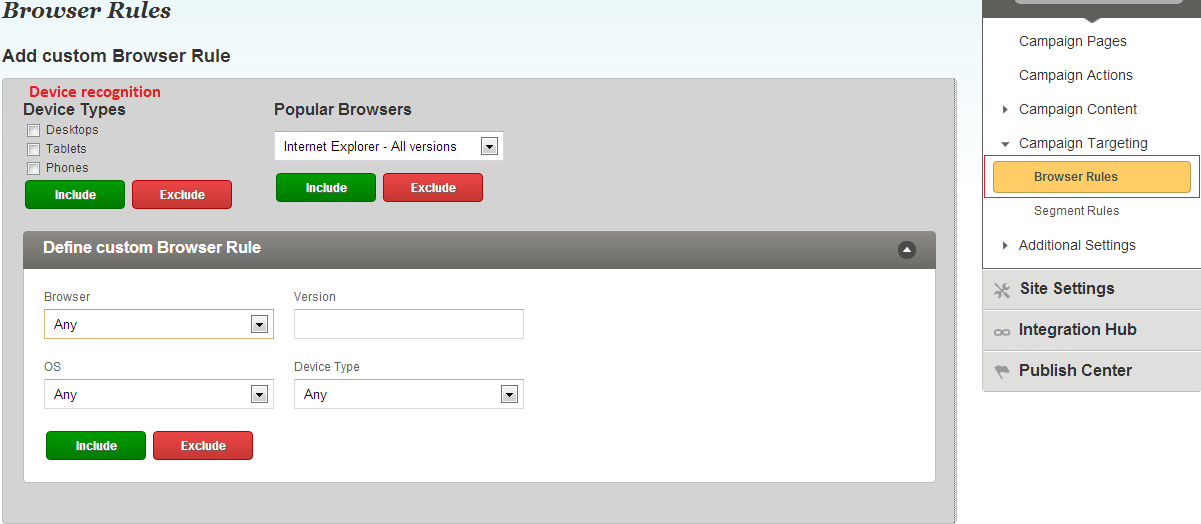 Browser Rules
Add custom Browser Rule
Device recognition
Device Types
Desktops
Tablets
Phones
Include Exclude
Popular Browsers
Internet Explorer - All versions
Include Exclude
Define custom Browser Rule
Browser Version
Any
OS Device Type
Any Any
Include Exclude
Campaign Pages
Campaign Actions
Campaign Content
Campaign Targeting
Browser Rules
Segment Rules
Additional Settings
Site Settings
Integration Hub
Publish Center